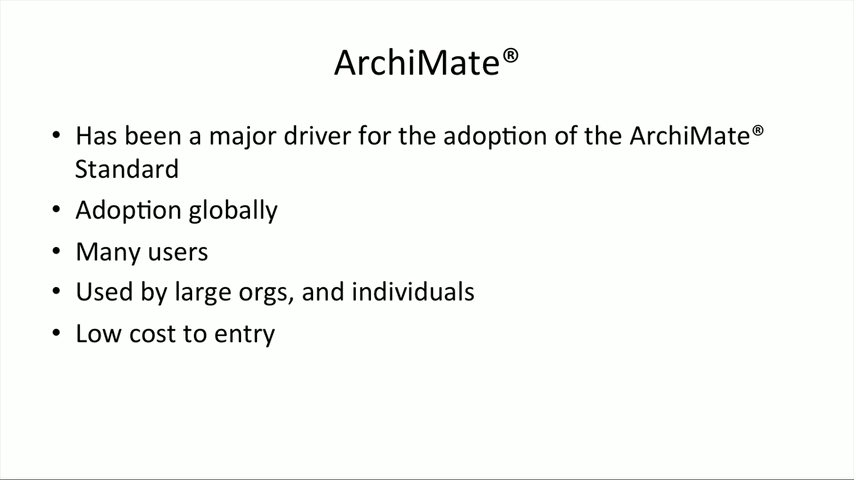 ArchiMate®
• Has been a major driver for the adoption of the ArchiMate®
Standard
• Adoption globally
• Many users
• Used by large orgs, and individuals
• Low cost to entry